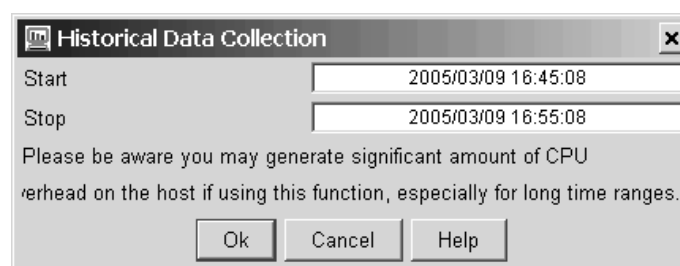 Historical Data Collection
Start 2005/03/09 16:45:08
Stop 2005/03/09 16:55:08
Please be aware you may generate significant amount of CPU
verhead on the host if using this function, especially for long time ranges.
Ok Cancel Help